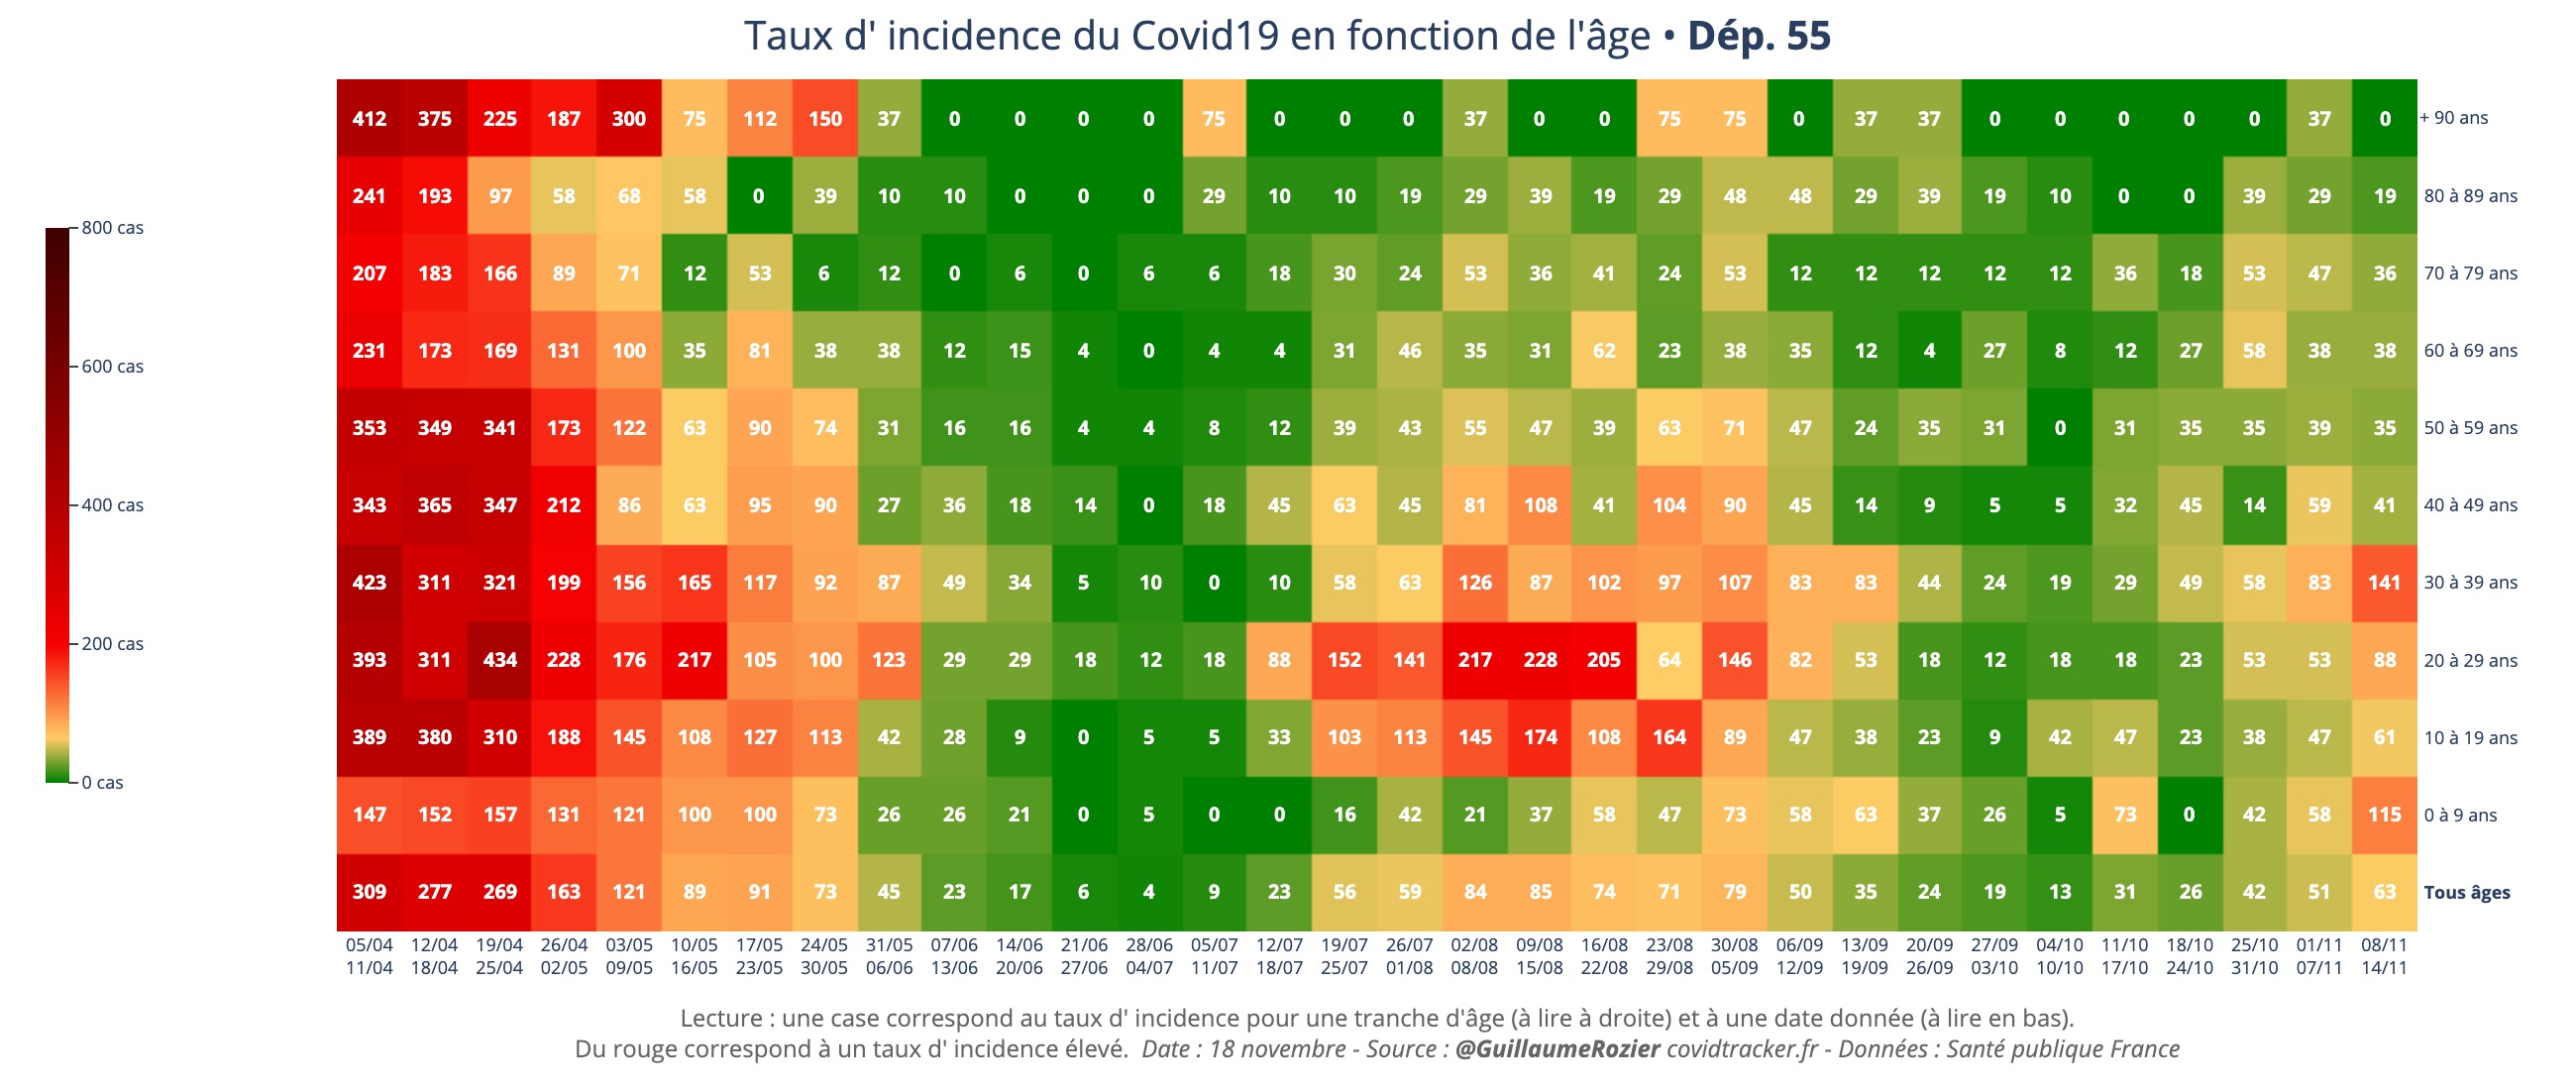 Taux d' incidence du Covid19 en fonction de l'âge • Dép. 55
412 375 225 187 300 75 112 150 37 0 0 0 0 75 0 0 0 37 0 0 75 75 0 37 37 0 0 0 0 0 37 0 + 90 ans
241 193 97 58 68 58 0 39 10 10 0 0 0 29 10 10 19 29 39 19 29 48 48 29 39 19 10 0 0 39 29 19 80 à 89 ans
800 cas
207 183 166 89 71 12 53 6 12 0 6 0 6 6 18 30 24 53 36 41 24 53 12 12 12 12 12 36 18 53 47 36 70 à 79 ans
231 173 169 131 100 35 81 38 38 12 15 4 0 4 4 31 46 35 31 62 23 38 35 12 4 27 8 12 27 58 38 38 60 à 69 ans
600 cas
353 349 341 173 122 63 90 74 31 16 16 4 4 8 12 39 43 55 47 39 63 71 47 24 35 31 0 31 35 35 39 35 50 à 59 ans
343 365 347 212 86 63 95 90 27 36 18 14 0 18 45 63 45 81 108 41 104 90 45 14 9 5 5 32 45 14 59 41 40 à 49 ans
400 cas
423 311 321 199 156 165 117 92 87 49 34 5 10 0 10 58 63 126 87 102 97 107 83 83 44 24 19 29 49 58 83 141 30 à 39 ans
200 cas
393 311 434 228 176 217 105 100 123 29 29 18 12 18 88 152 141 217 228 205 64 146 82 53 18 12 18 18 23 53 53 88 20 à 29 ans
389 380 310 188 145 108 127 113 42 28 9 0 5 5 33 103 113 145 174 108 164 89 47 38 23 9 42 47 23 38 47 61 10 à 19 ans
0 cas
147 152 157 131 121 100 100 73 26 26 21 0 5 0 0 16 42 21 37 58 47 73 58 63 37 26 5 73 0 42 58 115 0 à 9 ans
309 277 269 163 121 89 91 73 45 23 17 6 4 9 23 56 59 84 85 74 71 79 50 35 24 19 13 31 26 42 51 63 Tous âges
05/04 12/04 19/04 26/04 03/05 10/05 17/05 24/05 31/05 07/06 14/06 21/06 28/06 05/07 12/07 19/07 26/07 02/08 09/08 16/08 23/08 30/08 06/09 13/09 20/09 27/09 04/10 11/10 18/10 25/10 01/11 08/11
11/04 18/04 25/04 02/05 09/05 16/05 23/05 30/05 06/06 13/06 20/06 27/06 04/07 11/07 18/07 25/07 01/08 08/08 15/08 22/08 29/08 05/09 12/09 19/09 26/09 03/10 10/10 17/10 24/10 31/10 07/11 14/11
Lecture : une case correspond au taux d' incidence pour une tranche d'âge (à lire à droite) et à une date donnée (à lire en bas).
Du rouge correspond à un taux d' incidence élevé. Date : 18 novembre - Source : @GuillaumeRozier covidtracker.fr - Données : Santé publique France